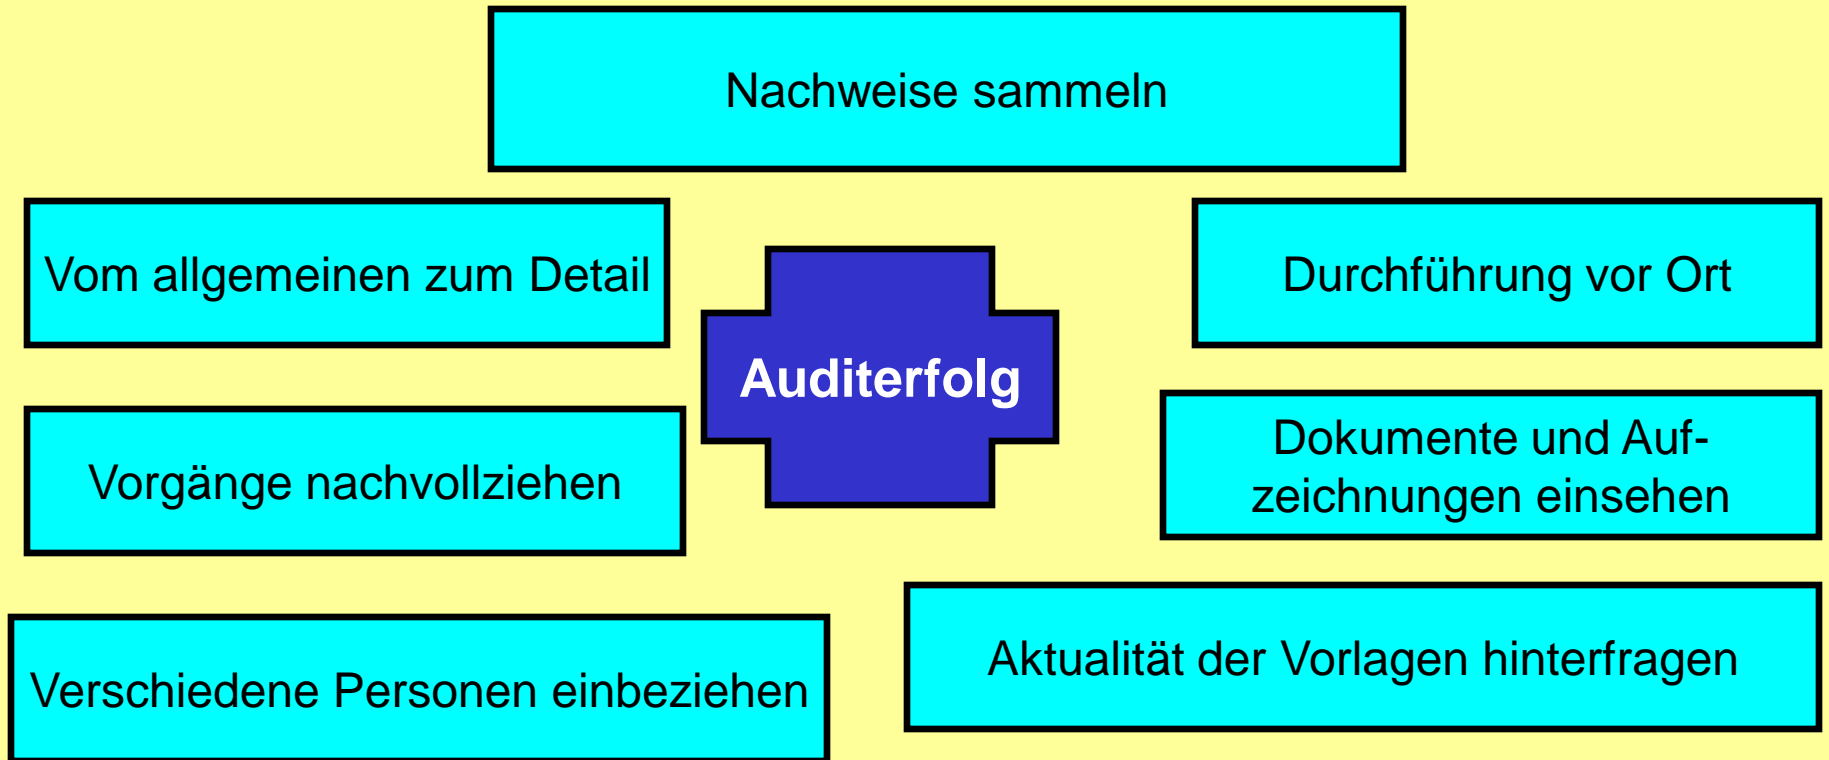 Nachweise sammeln
Vom allgemeinen zum Detail
Durchführung vor Ort
Auditerfolg
Vorgänge nachvollziehen
Dokumente und Auf-
zeichnungen einsehen
Verschiedene Personen einbeziehen
Aktualität der Vorlagen hinterfragen